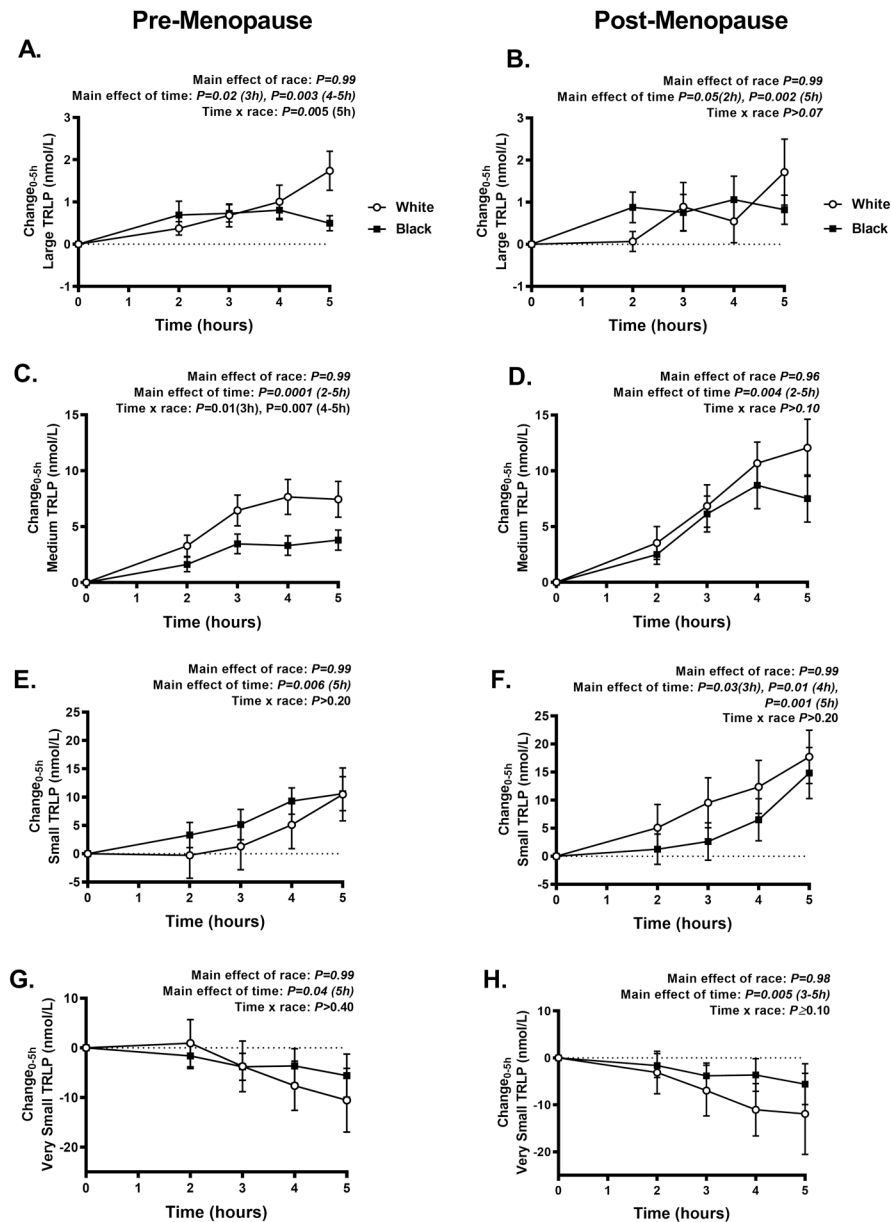 Pre-Menopause
Post-Menopause
A.
Main effect of race: P=0.99
Main effect of time: P=0.02 (3h), P=0.003 (4-5h)
Time x race: P=0.005 (5h)
3
2
1
0
-1
Change0-5h
Large TRLP (nmol/L)
0
1
2
3
4
5
Time (hours)
White
Black
B.
Main effect of race P=0.99
Main effect of time P=0.05(2h), P=0.002 (5h)
Time x race P>0.07
3
2
1
0
-1
Change0-5h
Large TRLP (nmol/L)
0
1
2
3
4
5
Time (hours)
White
Black
C.
Main effect of race: P=0.99
Main effect of time: P=0.0001 (2-5h)
Time x race: P=0.01(3h), P=0.007 (4-5h)
15
10
5
0
Change0-5h
Medium TRLP (nmol/L)
0
1
2
3
4
5
Time (hours)
D.
Main effect of race P=0.96
Main effect of time P=0.004 (2-5h)
Time x race P>0.10
15
10
5
0
Change0-5h
Medium TRLP (nmol/L)
0
1
2
3
4
5
Time (hours)
E.
Main effect of race: P=0.99
Main effect of time: P=0.006 (5h)
Time x race: P>0.20
25
20
15
10
5
0
-5
Change0-5h
Small TRLP (nmol/L)
0
1
2
3
4
5
Time (hours)
F.
Main effect of race: P=0.99
Main effect of time: P=0.03(3h), P=0.01 (4h),
P=0.001 (5h)
Time x race P>0.20
25
20
15
10
5
0
5
Change0-5h
Small TRLP (nmol/L)
0
1
2
3
4
5
Time (hours)
G.
Main effect of race: P=0.99
Main effect of time: P=0.04 (5h)
Time x race: P>0.40
10
0
-10
-20
Change0-5h
Very Small TRLP (nmol/L)
0
1
2
3
4
5
Time (hours)
H.
Main effect of race: P=0.98
Main effect of time: P=0.005 (3-5h)
Time x race: P≥0.10
10
0
-10
-20
Change0-5h
Very Small TRLP (nmol/L)
0
1
2
3
4
5
Time (hours)